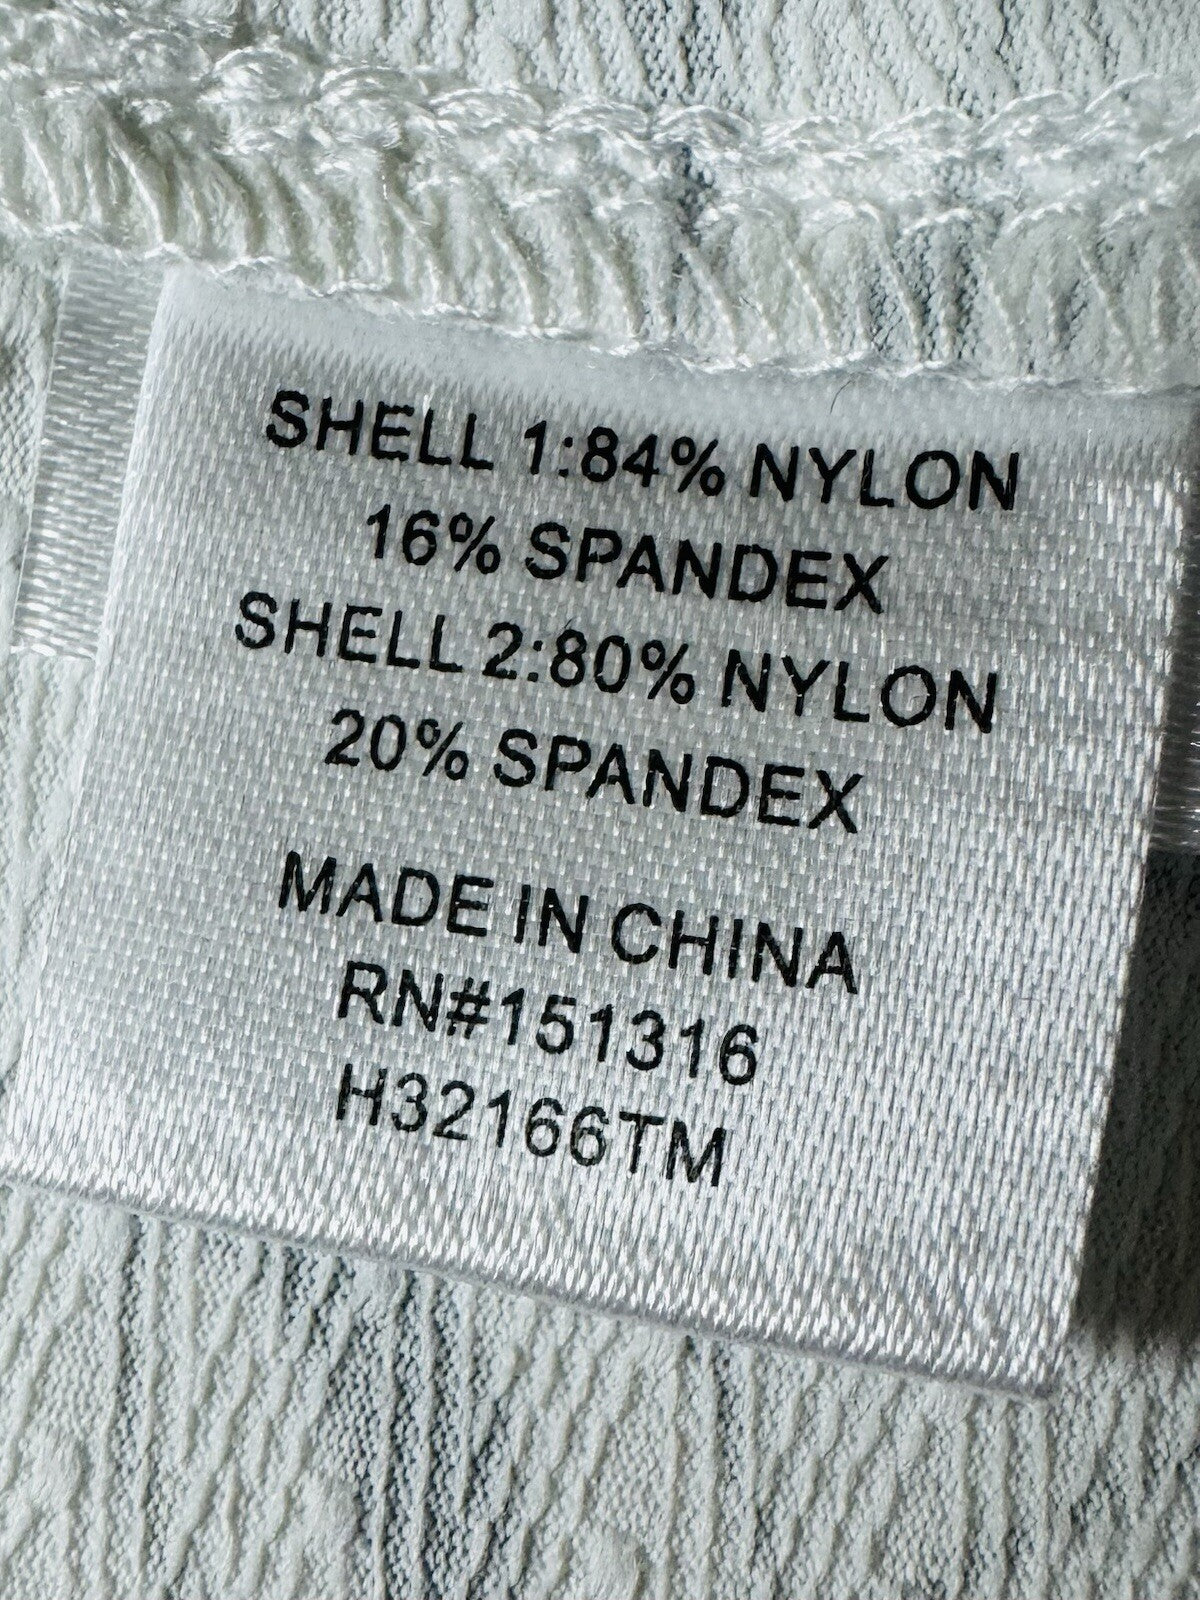 SHELL 1:84% NYLON
16% SPANDEX
SHELL 2:80% NYLON
20% SPANDEX
MADE IN CHINA
RN#151316
H32166TM